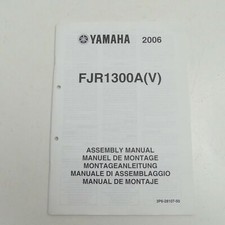 YAMAHA 2006
FJR1300A(V)
ASSEMBLY MANUAL
MANUEL DE MONTAGE
MONTAGEANLEITUNG
MANUALE DI ASSEMBLAGGIO
MANUAL DE MONTAJE